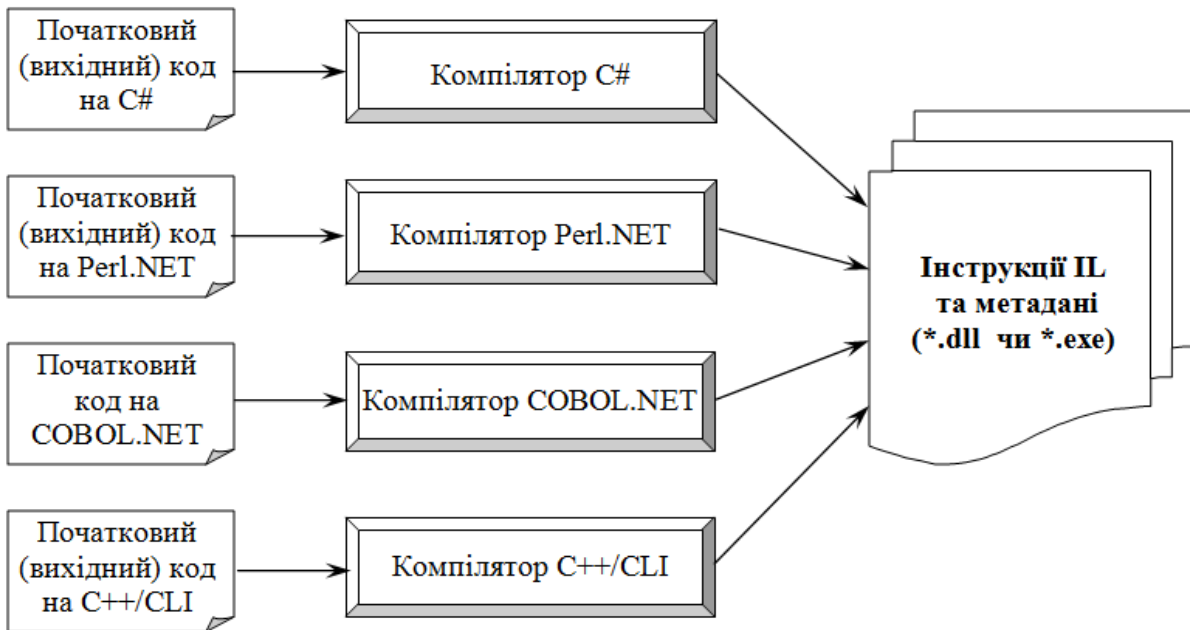 Початковий
(вихідний) код
на C#
Компілятор C#
Початковий
(вихідний) код
на Perl.NET
Компілятор Perl.NET
Початковий
код на
COBOL.NET
Компілятор COBOL.NET
Початковий
(вихідний) код
на C++/CLI
Компілятор C++/CLI
Інструкції IL
та метадані
(*.dll чи *.exe)